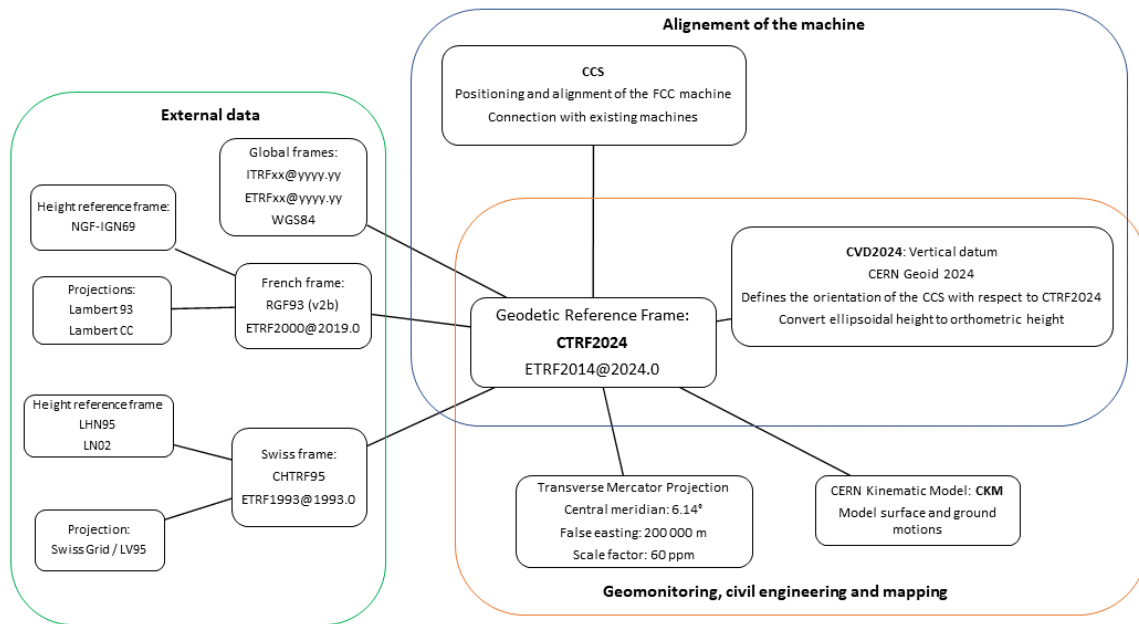 Alignement of the machine
CCS
Positioning and alignment of the FCC machine
Connection with existing machines
External data
Global frames:
ITRFxx@yyyy.yy
ETRFxx@yyyy.yy
WGS84
Height reference frame:
NGF-IGN69
Projections:
Lambert 93
Lambert CC
French frame:
RGF93 (v2b)
ETRF2000@2019.0
Geodetic Reference Frame:
CTRF2024
ETRF2014@2024.0
CVD2024: Vertical datum
CERN Geoid 2024
Defines the orientation of the CCS with respect to CTRF2024
Convert ellipsoidal height to orthometric height
Height reference frame
LHN95
LN02
Swiss frame:
CHTRF95
ETRF1993@1993.0
Projection:
Swiss Grid / LV95
Transverse Mercator Projection
Central meridian: 6.14°
False easting: 200 000 m
Scale factor: 60 ppm
CERN Kinematic Model: CKM
Model surface and ground
motions
Geomonitoring, civil engineering and mapping